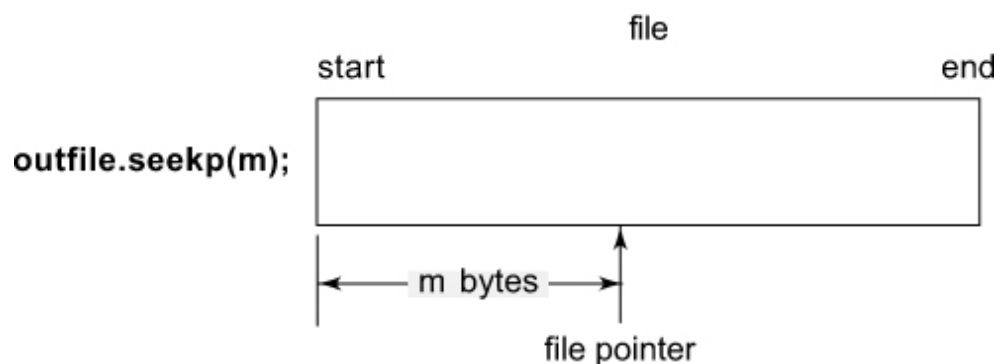 file
start end
outfile.seekp(m);
m bytes
file pointer